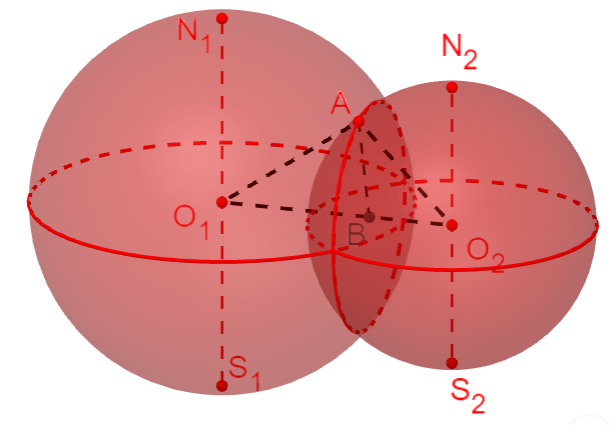 N₁
N₂
A
O₁
B
O₂
S₁
S₂